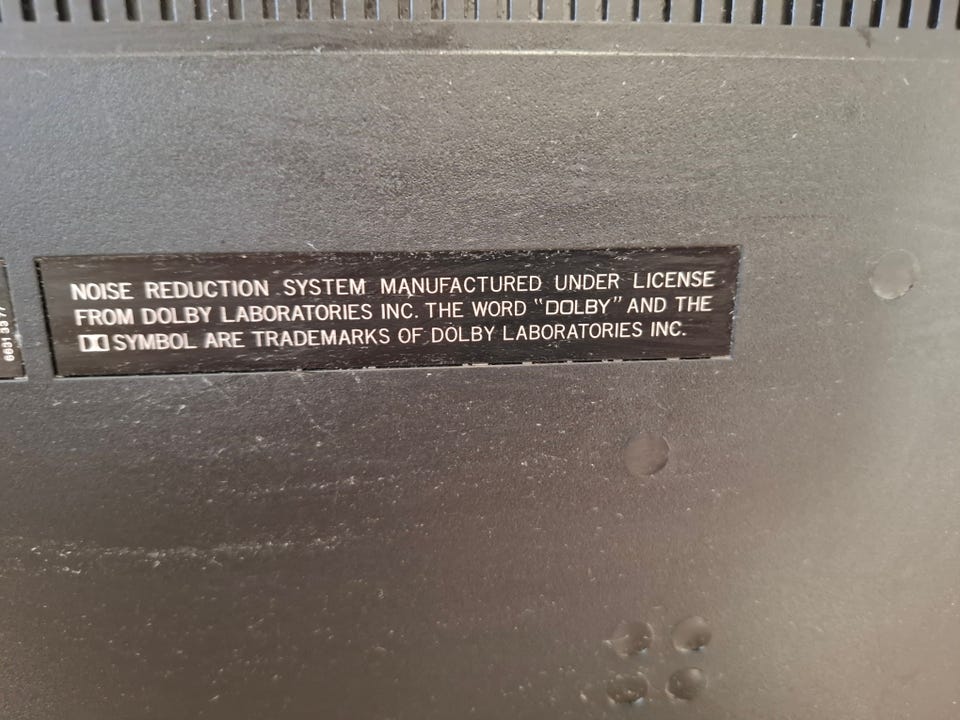 NOISE REDUCTION SYSTEM MANUFACTURED UNDER LICENSE
FROM DOLBY LABORATORIES INC. THE WORD "DOLBY" AND THE
SYMBOL ARE TRADEMARKS OF DOLBY LABORATORIES INC.